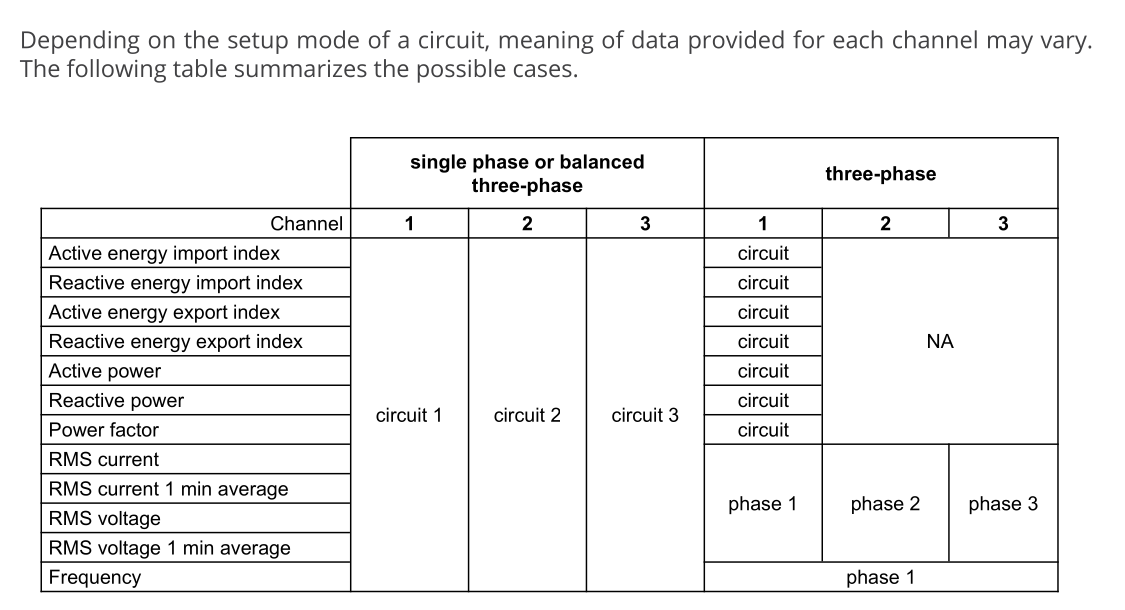 Depending on the setup mode of a circuit, meaning of data provided for each channel may vary.
The following table summarizes the possible cases.
single phase or balanced
three-phase
three-phase
Channel 1 2 3 1 2 3
Active energy import index circuit
Reactive energy import index circuit
Active energy export index circuit
Reactive energy export index circuit NA
Active power circuit
Reactive power circuit
circuit 1 circuit 2 circuit 3
Power factor circuit
RMS current
RMS current 1 min average
phase 1 phase 2 phase 3
RMS voltage
RMS voltage 1 min average
Frequency phase 1